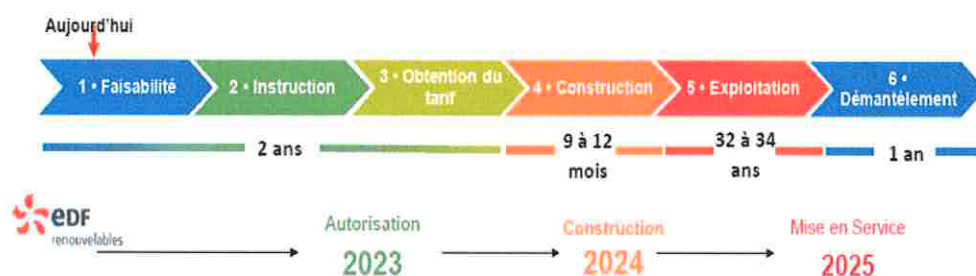 Aujourd'hui
1 • Faisabilité
2 • Instruction
3 • Obtention du
tarif
4 • Construction
5 • Exploitation
6 •
Démantèlement
2 ans
9 à 12
mois
32 à 34
ans
1 an
eDF
renouvelables
Autorisation
2023
Construction
2024
Mise en Service
2025